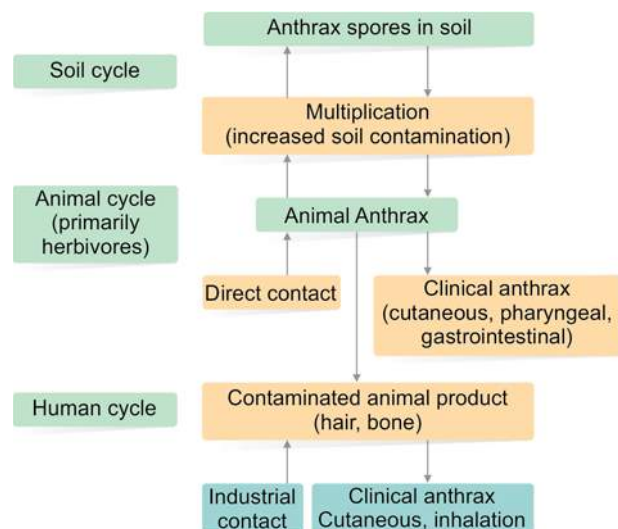 Anthrax spores in soil
Soil cycle
Multiplication
(increased soil contamination)
Animal cycle
(primarily
herbivores)
Animal Anthrax
Direct contact
Clinical anthrax
(cutaneous, pharyngeal,
gastrointestinal)
Human cycle
Contaminated animal product
(hair, bone)
Industrial
contact
Clinical anthrax
Cutaneous, inhalation